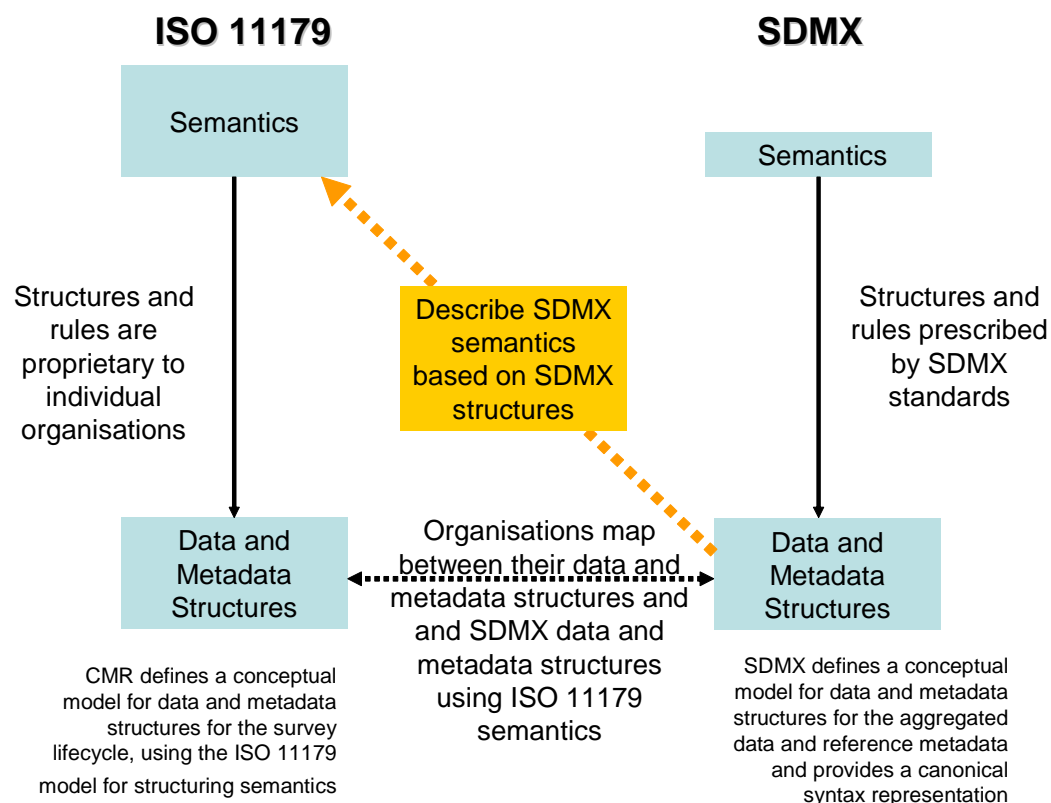 ISO 11179
SDMX
Semantics
Semantics
Structures and
rules are
proprietary to
individual
organisations
Describe SDMX
semantics
based on SDMX
structures
Structures and
rules prescribed
by SDMX
standards
Data and
Metadata
Structures
Organisations map
between their data and
metadata structures and
and SDMX data and
metadata structures
using ISO 11179
semantics
Data and
Metadata
Structures
CMR defines a conceptual
model for data and metadata
structures for the survey
lifecycle, using the ISO 11179
model for structuring semantics
SDMX defines a conceptual
model for data and metadata
structures for the aggregated
data and reference metadata
and provides a canonical
syntax representation